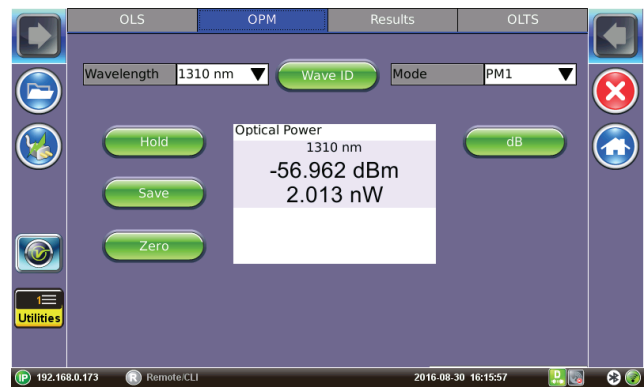 OLS OPM Results OLTS
Wavelength 1310 nm Wave ID Mode PM1
Hold Optical Power dB
1310 nm
-56.962 dBm
Save 2.013 nW
Zero
1
Utilities
IP 192.168.0.173 R Remote/CLI 2016-08-30 16:15:57